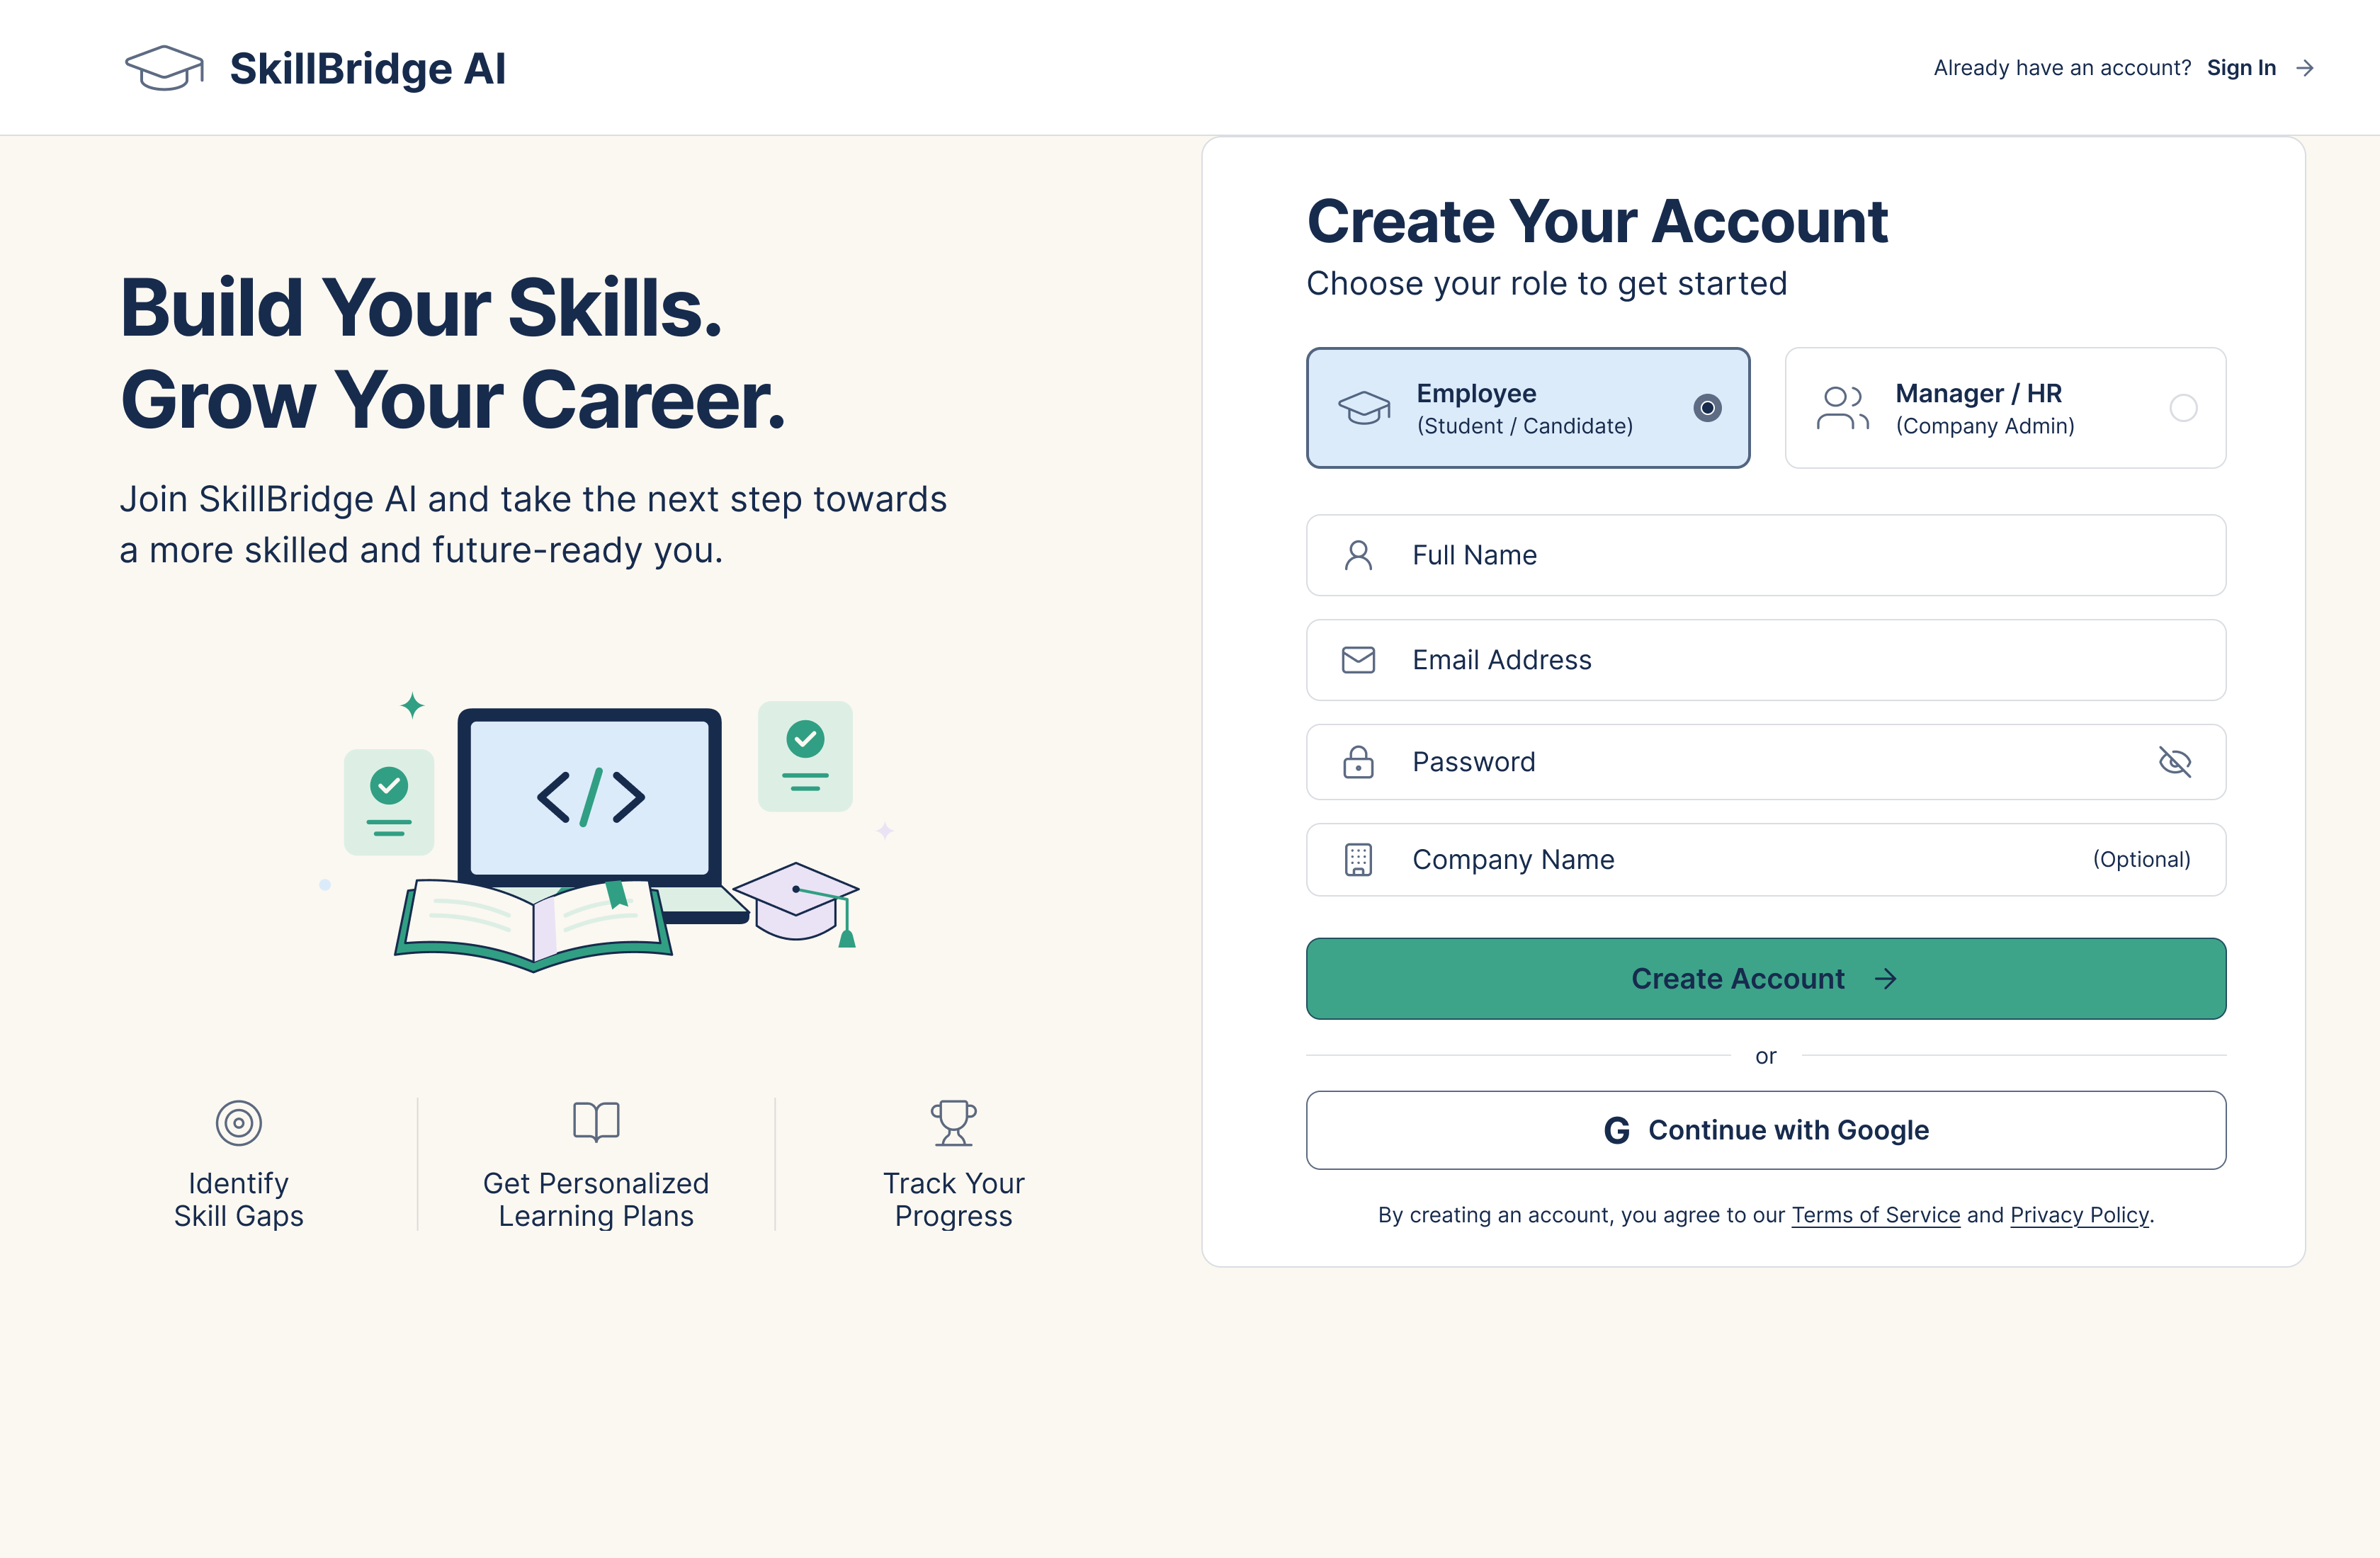 SkillBridge AI
Already have an account? Sign In
Build Your Skills.
Grow Your Career.
Join SkillBridge AI and take the next step towards
a more skilled and future-ready you.
</>
Identify
Skill Gaps
Get Personalized
Learning Plans
Track Your
Progress
Create Your Account
Choose your role to get started
Employee
(Student / Candidate)
Manager / HR
(Company Admin)
Full Name
Email Address
Password
Company Name (Optional)
Create Account
or
G Continue with Google
By creating an account, you agree to our Terms of Service and Privacy Policy.